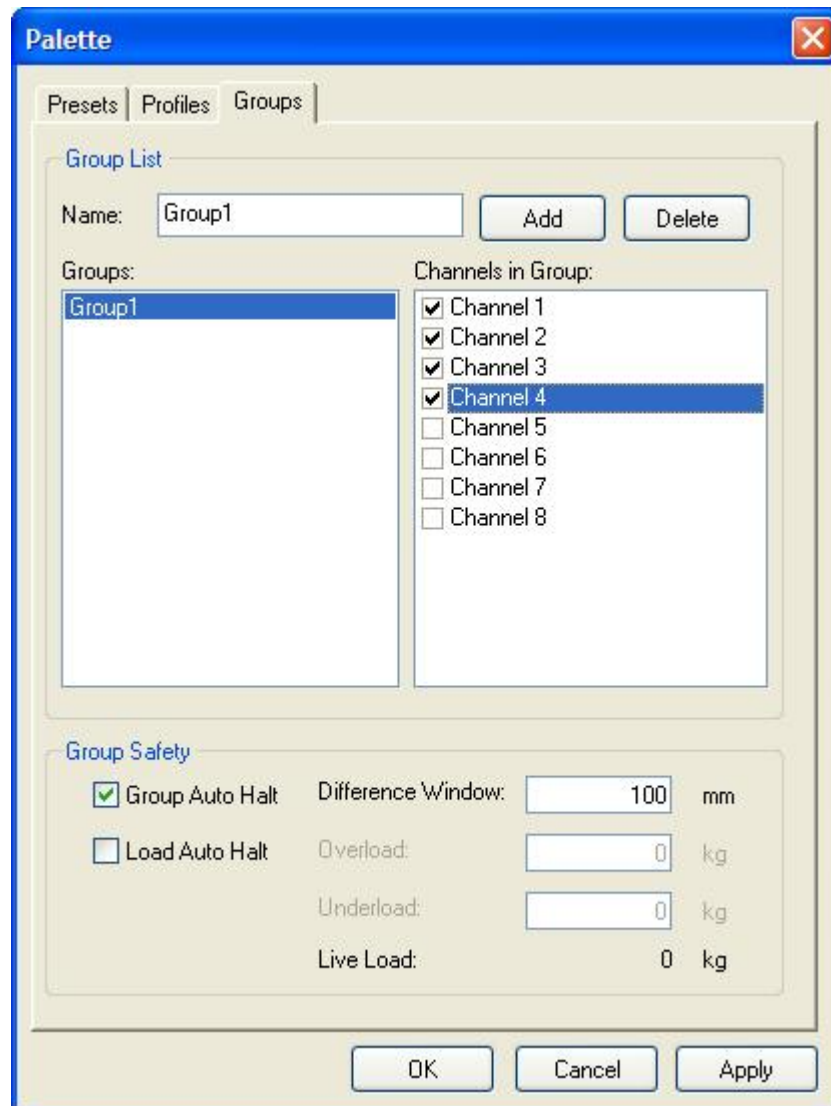 Palette
Presets Profiles Groups
Group List
Name: Group1 Add Delete
Groups: Channels in Group:
Group1 Channel 1
Channel 2
Channel 3
Channel 4
Channel 5
Channel 6
Channel 7
Channel 8
Group Safety
Group Auto Halt Difference Window: 100 mm
Load Auto Halt Overload: 0 kg
Underload: 0 kg
Live Load: 0 kg
OK Cancel Apply